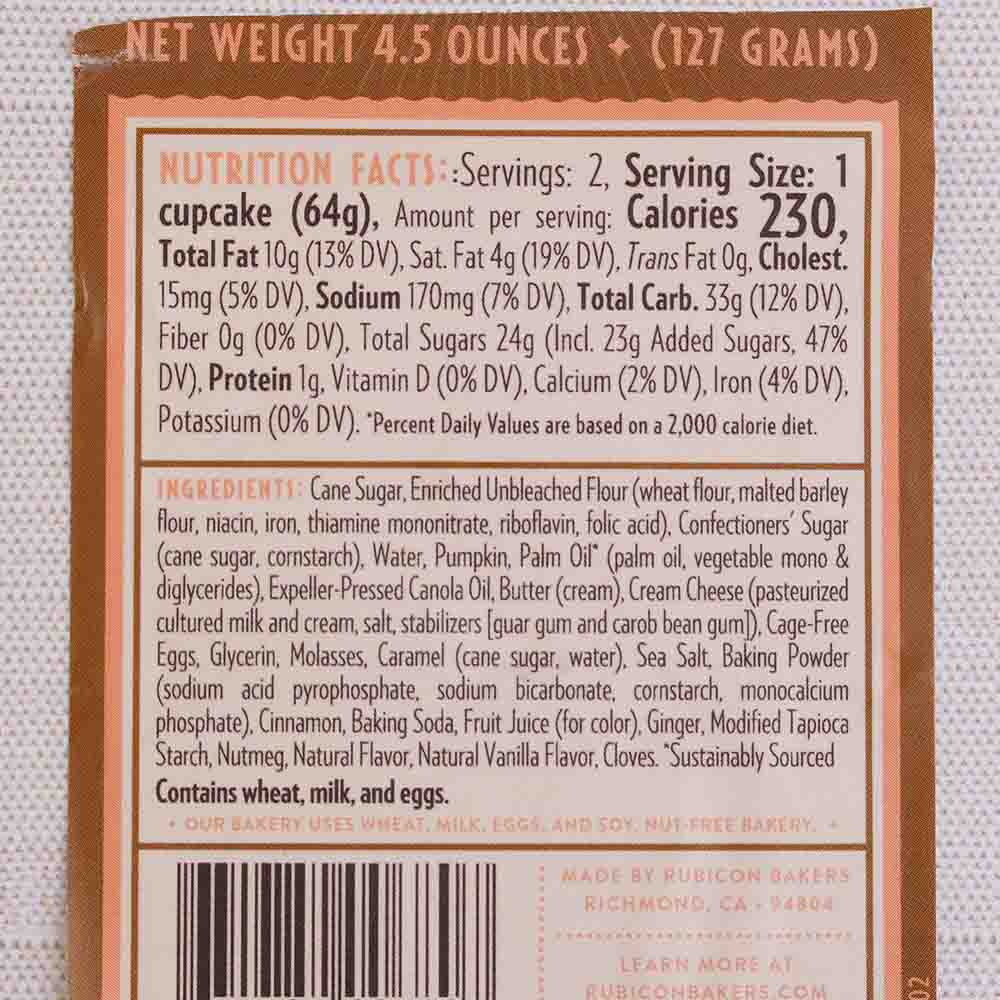 NET WEIGHT 4.5 OUNCES ✦ (127 GRAMS)
NUTRITION FACTS::Servings: 2, Serving Size: 1
cupcake (64g), Amount per serving: Calories 230,
Total Fat 10g (13% DV), Sat. Fat 4g (19% DV), Trans Fat 0g, Cholest.
15mg (5% DV), Sodium 170mg (7% DV), Total Carb. 33g (12% DV),
Fiber 0g (0% DV), Total Sugars 24g (Incl. 23g Added Sugars, 47%
DV), Protein 1g, Vitamin D (0% DV), Calcium (2% DV), Iron (4% DV),
Potassium (0% DV). *Percent Daily Values are based on a 2,000 calorie diet.
INGREDIENTS: Cane Sugar, Enriched Unbleached Flour (wheat flour, malted barley
flour, niacin, iron, thiamine mononitrate, riboflavin, folic acid), Confectioners' Sugar
(cane sugar, cornstarch), Water, Pumpkin, Palm Oil* (palm oil, vegetable mono &
diglycerides), Expeller-Pressed Canola Oil, Butter (cream), Cream Cheese (pasteurized
cultured milk and cream, salt, stabilizers [guar gum and carob bean gum]), Cage-Free
Eggs, Glycerin, Molasses, Caramel (cane sugar, water), Sea Salt, Baking Powder
(sodium acid pyrophosphate, sodium bicarbonate, cornstarch, monocalcium
phosphate), Cinnamon, Baking Soda, Fruit Juice (for color), Ginger, Modified Tapioca
Starch, Nutmeg, Natural Flavor, Natural Vanilla Flavor, Cloves. *Sustainably Sourced
Contains wheat, milk, and eggs.
• OUR BAKERY USES WHEAT, MILK, EGGS, AND SOY. NUT-FREE BAKERY. •
MADE BY RUBICON BAKERS
RICHMOND, CA • 94804
LEARN MORE AT
RUBICONBAKERS.COM
02